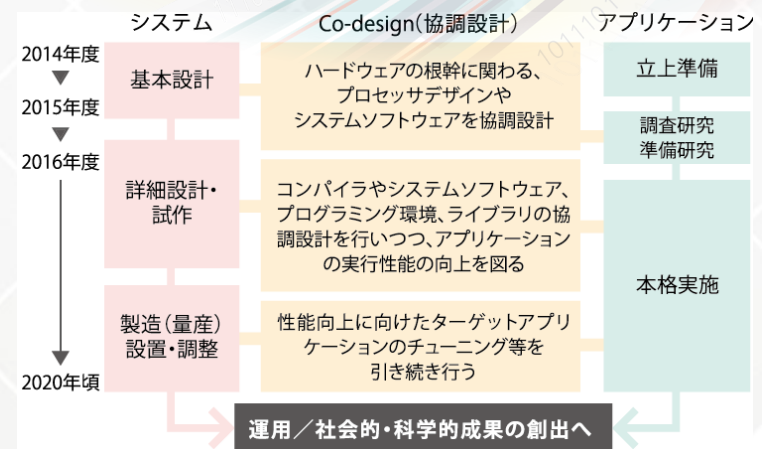 システム
Co-design(協調設計)
アプリケーション
2014年度
2015年度
2016年度
2020年頃
基本設計
詳細設計・
試作
製造(量産)
設置・調整
ハードウェアの根幹に関わる、
プロセッサデザインや
システムソフトウェアを協調設計
コンパイラやシステムソフトウェア、
プログラミング環境、ライブラリの協
調設計を行いつつ、アプリケーション
の実行性能の向上を図る
性能向上に向けたターゲットアプリ
ケーションのチューニング等を
引き続き行う
立上準備
調査研究
準備研究
本格実施
運用/社会的・科学的成果の創出へ